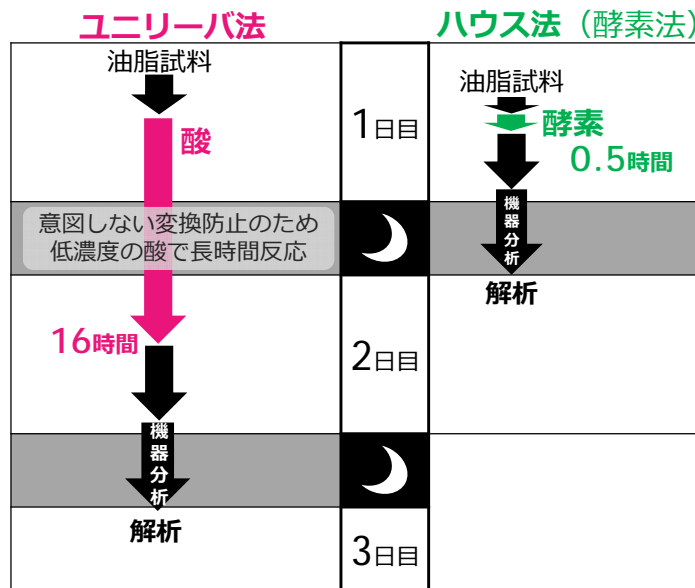 ユニリーバ法
油脂試料
酸
意図しない変換防止のため
低濃度の酸で長時間反応
16時間
機器分析
解析
1日目
2日目
3日目
ハウス法（酵素法）
油脂試料
酵素
0.5時間
機器分析
解析